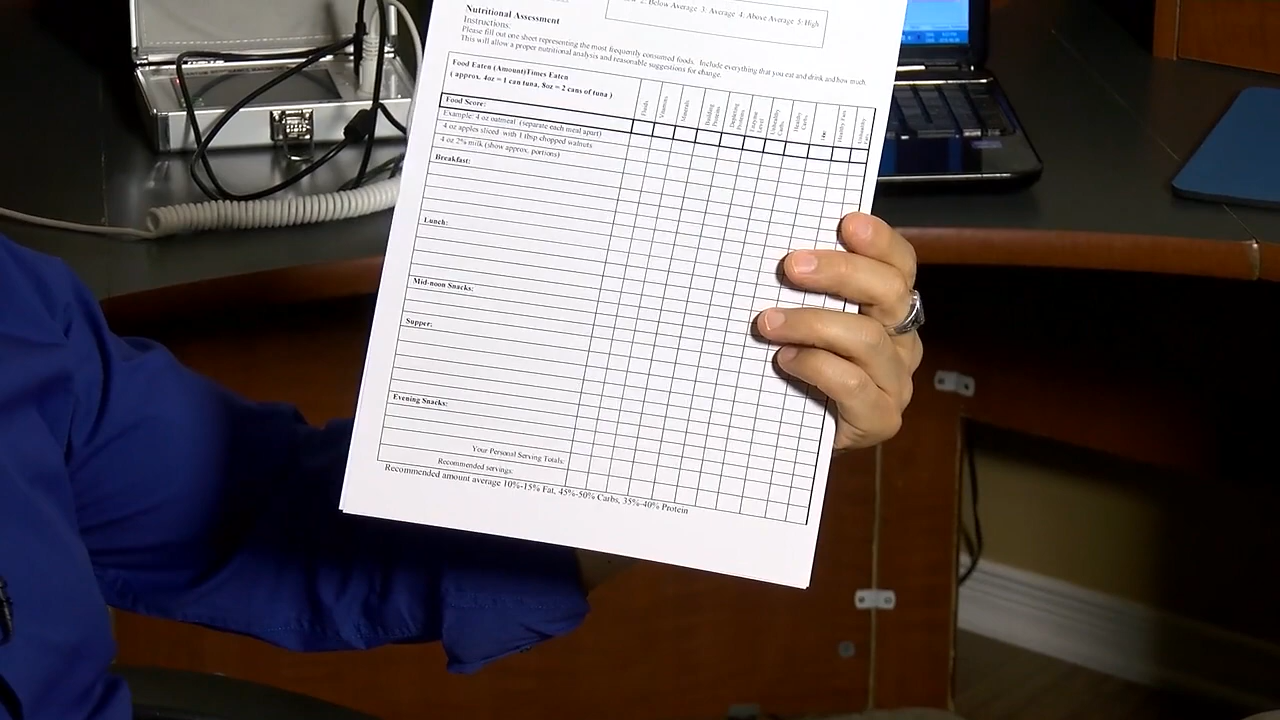 2. Below Average 3. Average 4. Above Average 5. High
Nutritional Assessment
Instructions:
Please fill out one sheet representing the most frequently consumed foods. Include everything that you eat and drink and how much.
This will allow a proper nutritional analysis and reasonable suggestions for change.
Food Eaten (Amount)Times Eaten
( approx. 4oz = 1 can tuna, 8oz = 2 cans of tuna )
Foods
Vitamins
Minerals
Building Proteins
Depleting Proteins
Enzyme Level
Unhealthy Carbs
Healthy Carbs
Healthy Fats
Unhealthy Fats
Food Score:
Example: 4 oz oatmeal (separate each meal apart)
4 oz apples sliced with 1 tbsp chopped walnuts
4 oz 2% milk (show approx. portions)
Breakfast:
Lunch:
Mid-noon Snacks:
Supper:
Evening Snacks:
Your Personal Serving Totals:
Recommended servings:
Recommended amount average 10%-15% Fat, 45%-50% Carbs, 35%-40% Protein